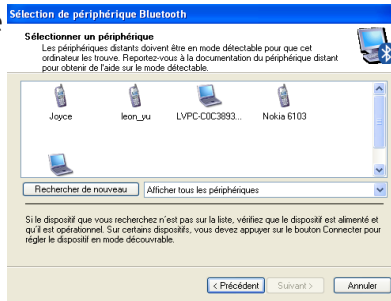 Sélection de périphérique Bluetooth
e
Sélectionner un périphérique
Les périphériques distants doivent être en mode détectable pour que cet
ordinateur les trouve. Reportez-vous à la documentation du périphérique distant
pour obtenir de l'aide sur le mode détectable.
Joyce leon_yu LVPC-C0C3893... Nokia 6103
Rechercher de nouveau Afficher tous les périphériques
Si le dispositif que vous recherchez n'est pas sur la liste, vérifiez que le dispositif est alimenté et
qu'il est opérationnel. Sur certains dispositifs, vous devez appuyer sur le bouton Connecter pour
régler le dispositif en mode découvrable.
< Précédent Suivant > Annuler